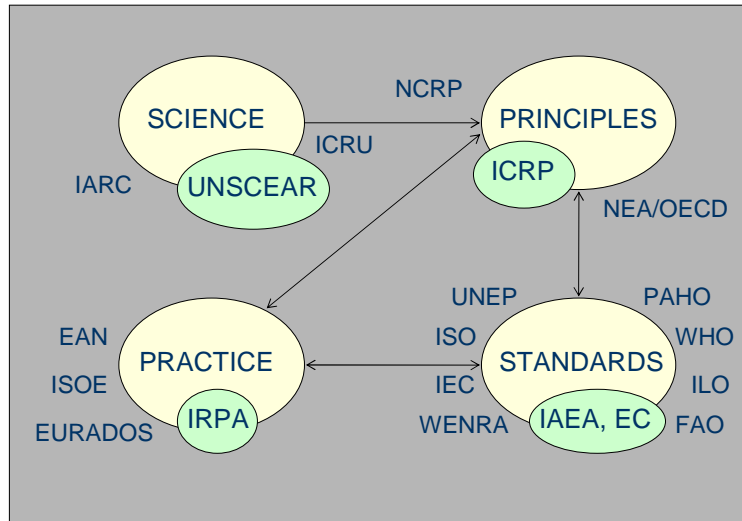 NCRP
SCIENCE
PRINCIPLES
ICRU
ICRP
IARC
UNSCEAR
NEA/OECD
UNEP
PAHO
EAN
ISO
WHO
PRACTICE
STANDARDS
ISOE
IEC
ILO
IRPA
IAEA, EC
EURADOS
WENRA
FAO